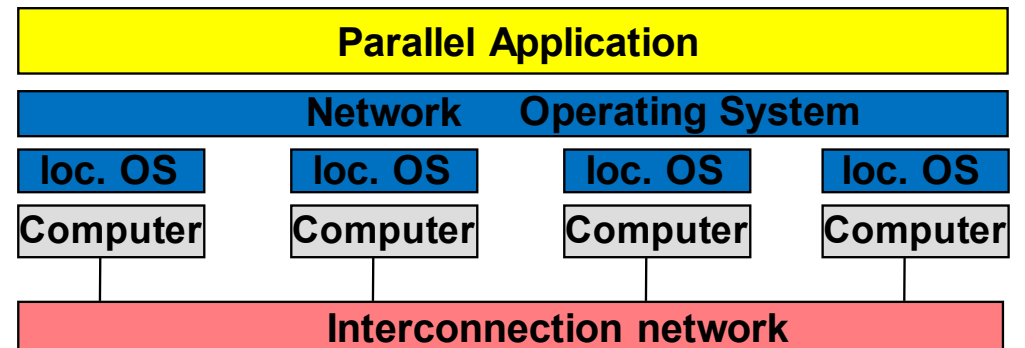 Parallel Application
Network Operating System
loc. OS loc. OS loc. OS loc. OS
Computer Computer Computer Computer
Interconnection network